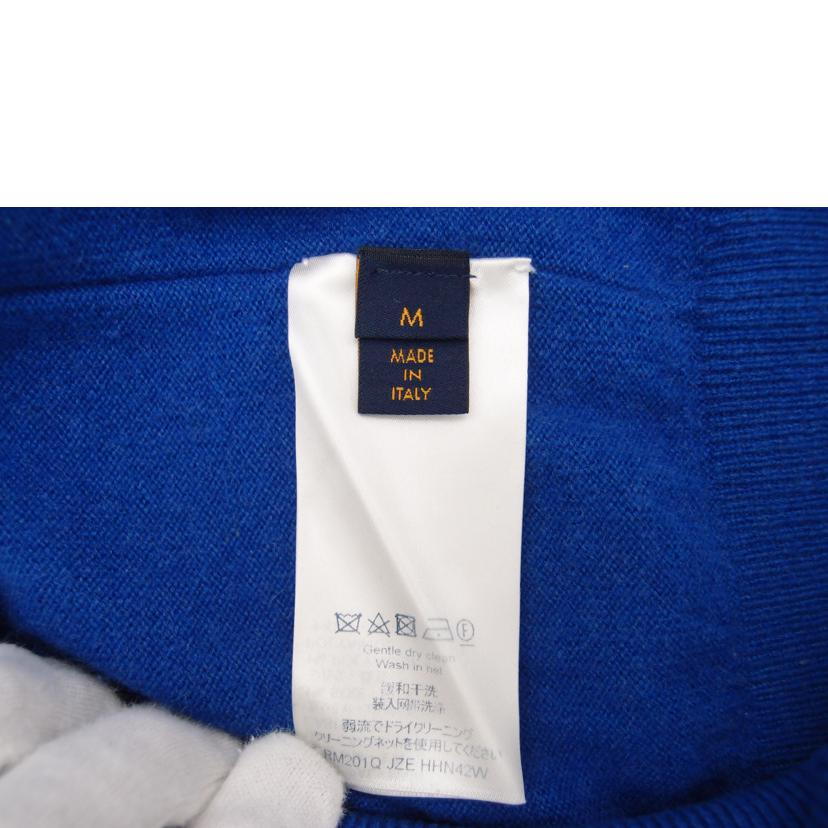 M
MADE
IN
ITALY
F
Gentle dry clean
Wash in net
缓和干洗
装入网带洗涤
弱流でドライクリーニング
クリーニングネットを使用してください
RM201Q JZE HHN42W